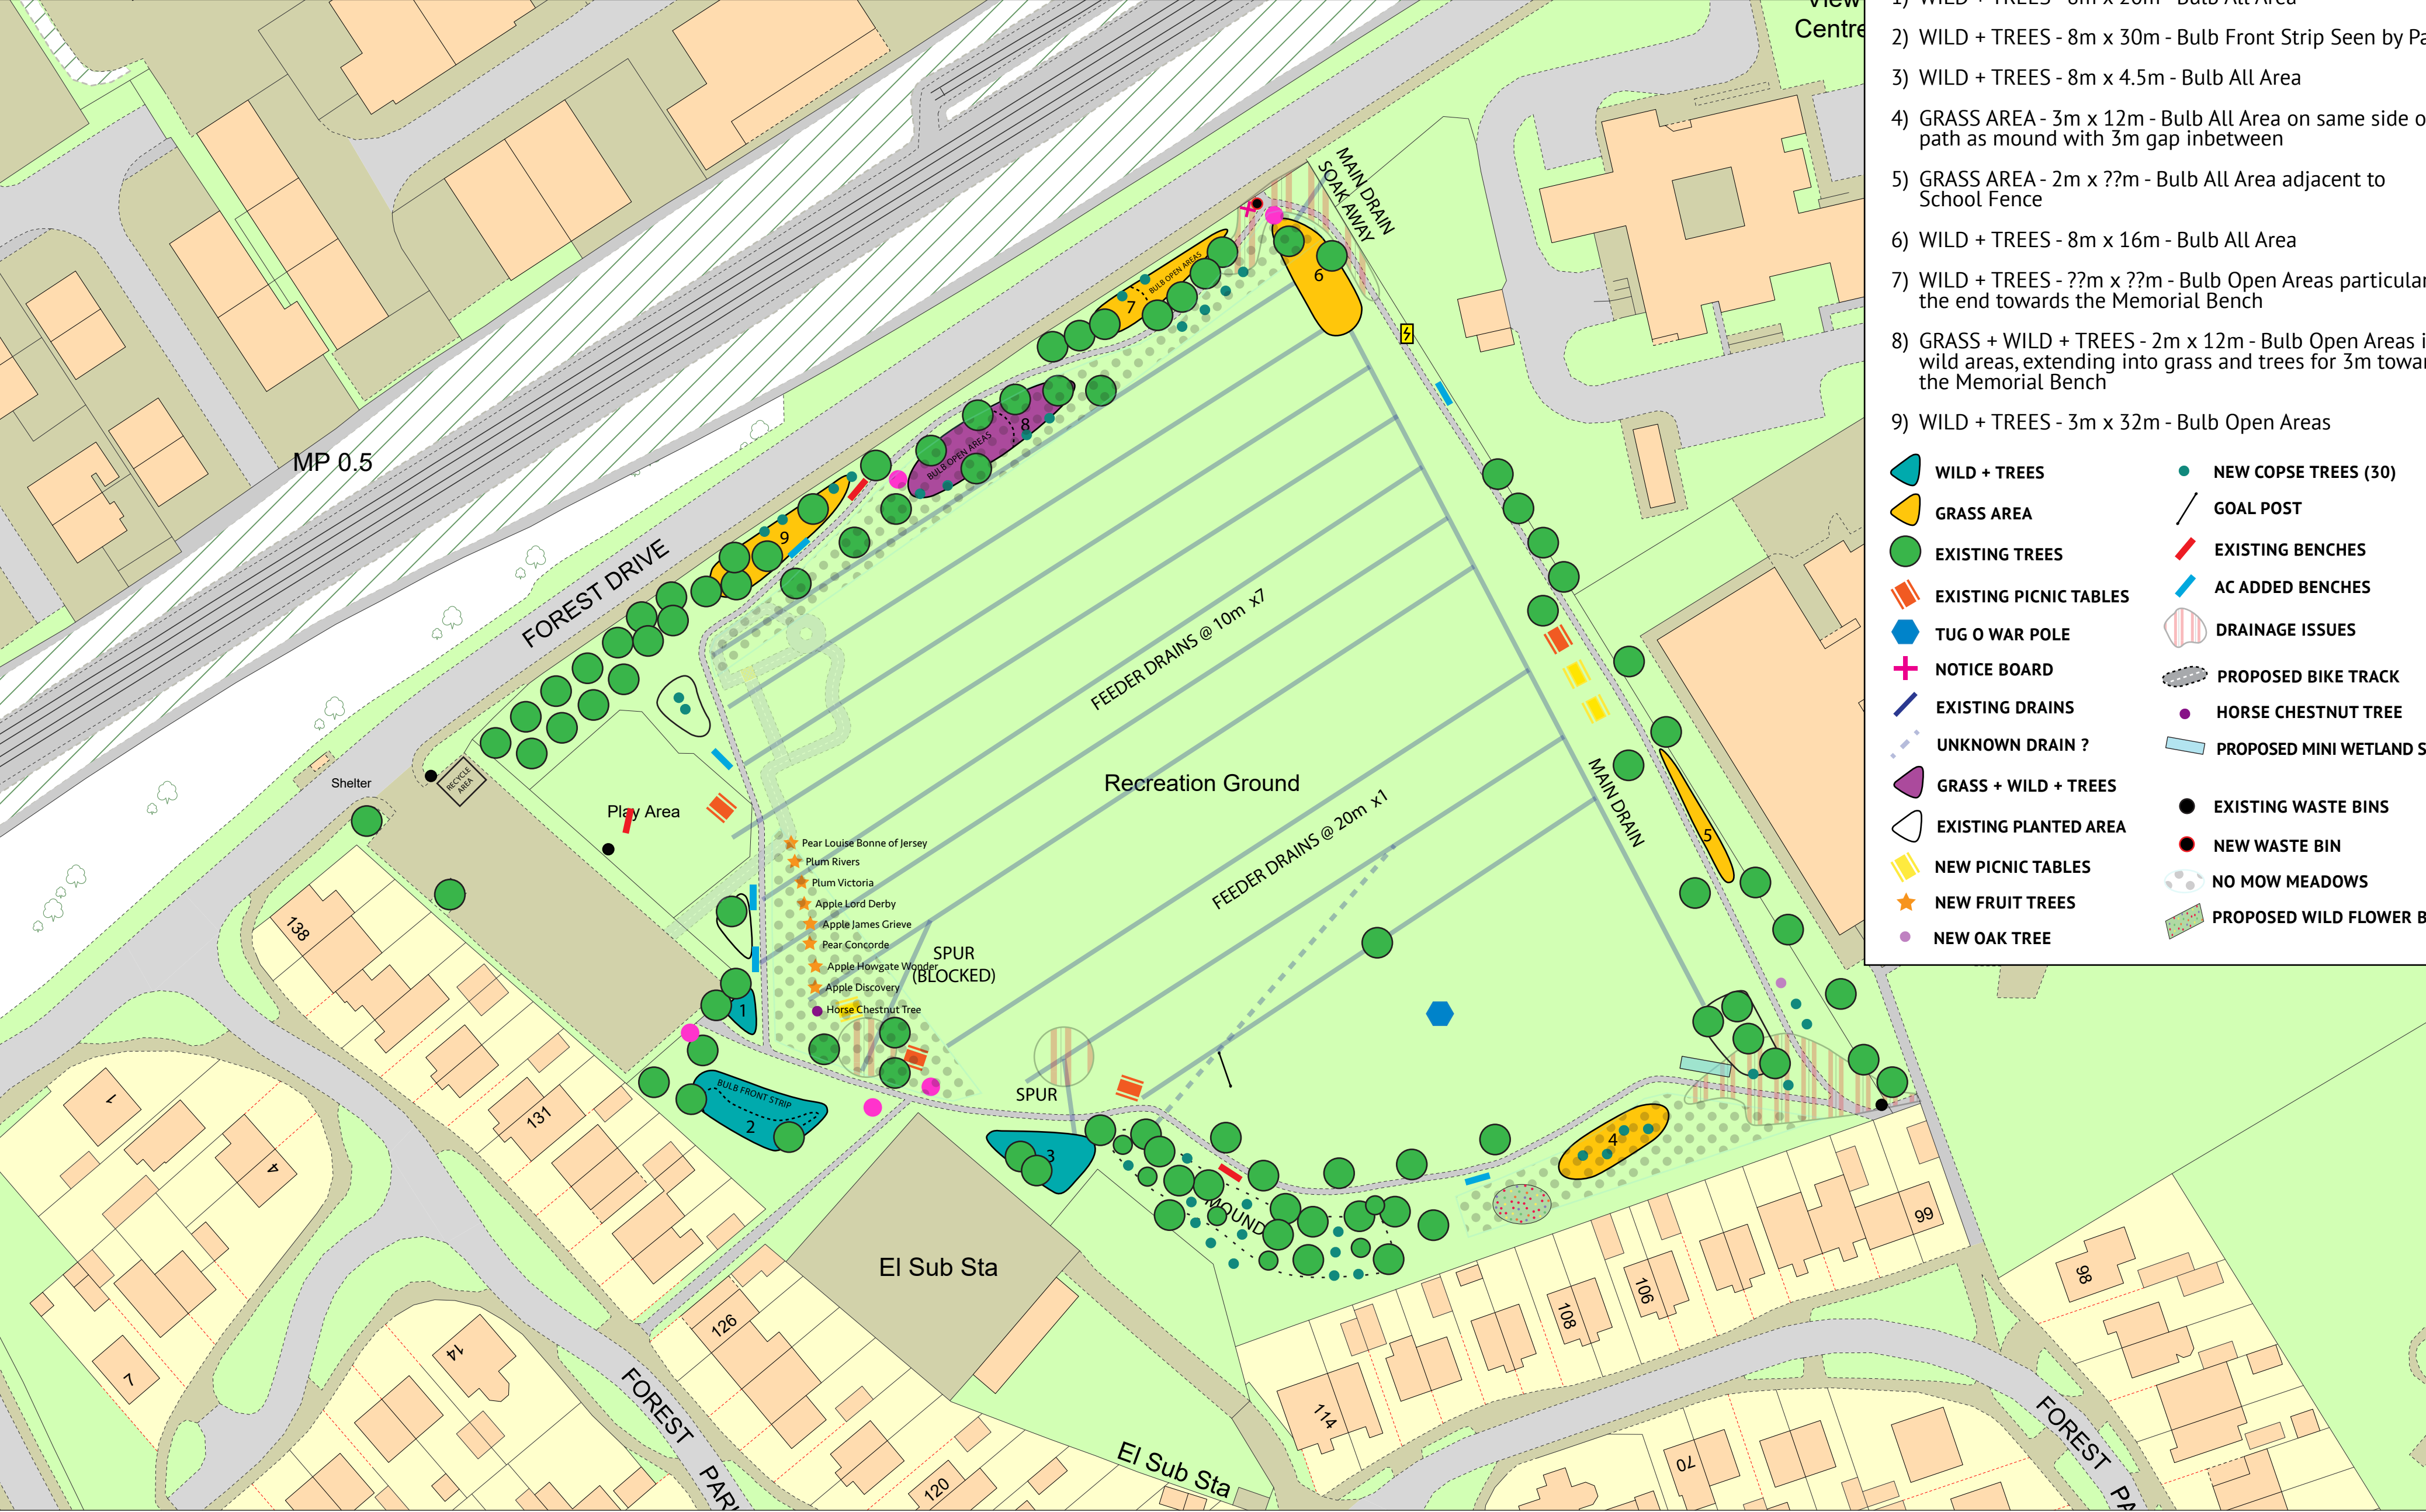 View
Centre
1) WILD + TREES - 8m x 20m - Bulb All Area
2) WILD + TREES - 8m x 30m - Bulb Front Strip Seen by Pa
3) WILD + TREES - 8m x 4.5m - Bulb All Area
4) GRASS AREA - 3m x 12m - Bulb All Area on same side o
path as mound with 3m gap inbetween
5) GRASS AREA - 2m x ??m - Bulb All Area adjacent to
School Fence
6) WILD + TREES - 8m x 16m - Bulb All Area
7) WILD + TREES - ??m x ??m - Bulb Open Areas particular
the end towards the Memorial Bench
8) GRASS + WILD + TREES - 2m x 12m - Bulb Open Areas i
wild areas, extending into grass and trees for 3m towar
the Memorial Bench
9) WILD + TREES - 3m x 32m - Bulb Open Areas
WILD + TREES
GRASS AREA
EXISTING TREES
EXISTING PICNIC TABLES
TUG O WAR POLE
NOTICE BOARD
EXISTING DRAINS
UNKNOWN DRAIN ?
GRASS + WILD + TREES
EXISTING PLANTED AREA
NEW PICNIC TABLES
NEW FRUIT TREES
NEW OAK TREE
NEW COPSE TREES (30)
GOAL POST
EXISTING BENCHES
AC ADDED BENCHES
DRAINAGE ISSUES
PROPOSED BIKE TRACK
HORSE CHESTNUT TREE
PROPOSED MINI WETLAND S
EXISTING WASTE BINS
NEW WASTE BIN
NO MOW MEADOWS
PROPOSED WILD FLOWER B
MAIN DRAIN
SOAK AWAY
6
BULB OPEN AREAS
7
8
BULB OPEN AREAS
9
MP 0.5
FOREST DRIVE
FEEDER DRAINS @ 10m x7
Recreation Ground
FEEDER DRAINS @ 20m x1
MAIN DRAIN
5
Shelter
RECYCLE
AREA
Play Area
Pear Louise Bonne of Jersey
Plum Rivers
Plum Victoria
Apple Lord Derby
Apple James Grieve
Pear Concorde
Apple Howgate Wonder
Apple Discovery
Horse Chestnut Tree
SPUR
(BLOCKED)
1
BULB FRONT STRIP
2
SPUR
3
4
MOUND
El Sub Sta
El Sub Sta
138
131
126
120
1
4
7
14
114
108
106
99
98
70
FOREST
PARK
FOREST
PA